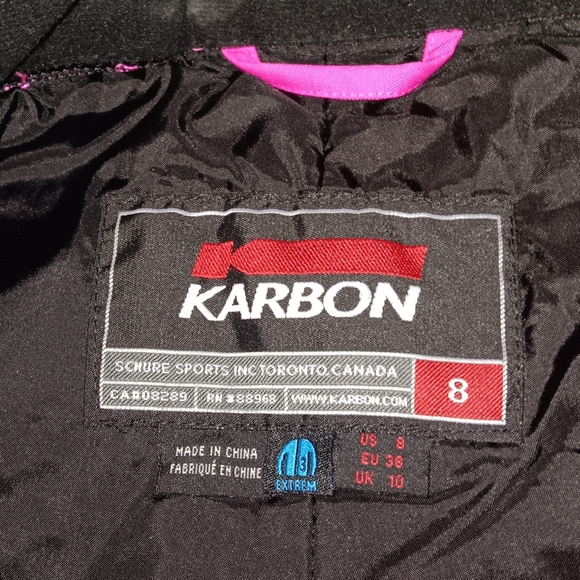 KARBON
SCHURE SPORTS INC TORONTO, CANADA
8
CA#08289
RN #88968
WWW.KARBON.COM
MADE IN CHINA
FABRIQUÉ EN CHINE
3
EXTREM
US 8
EU 38
UK 10